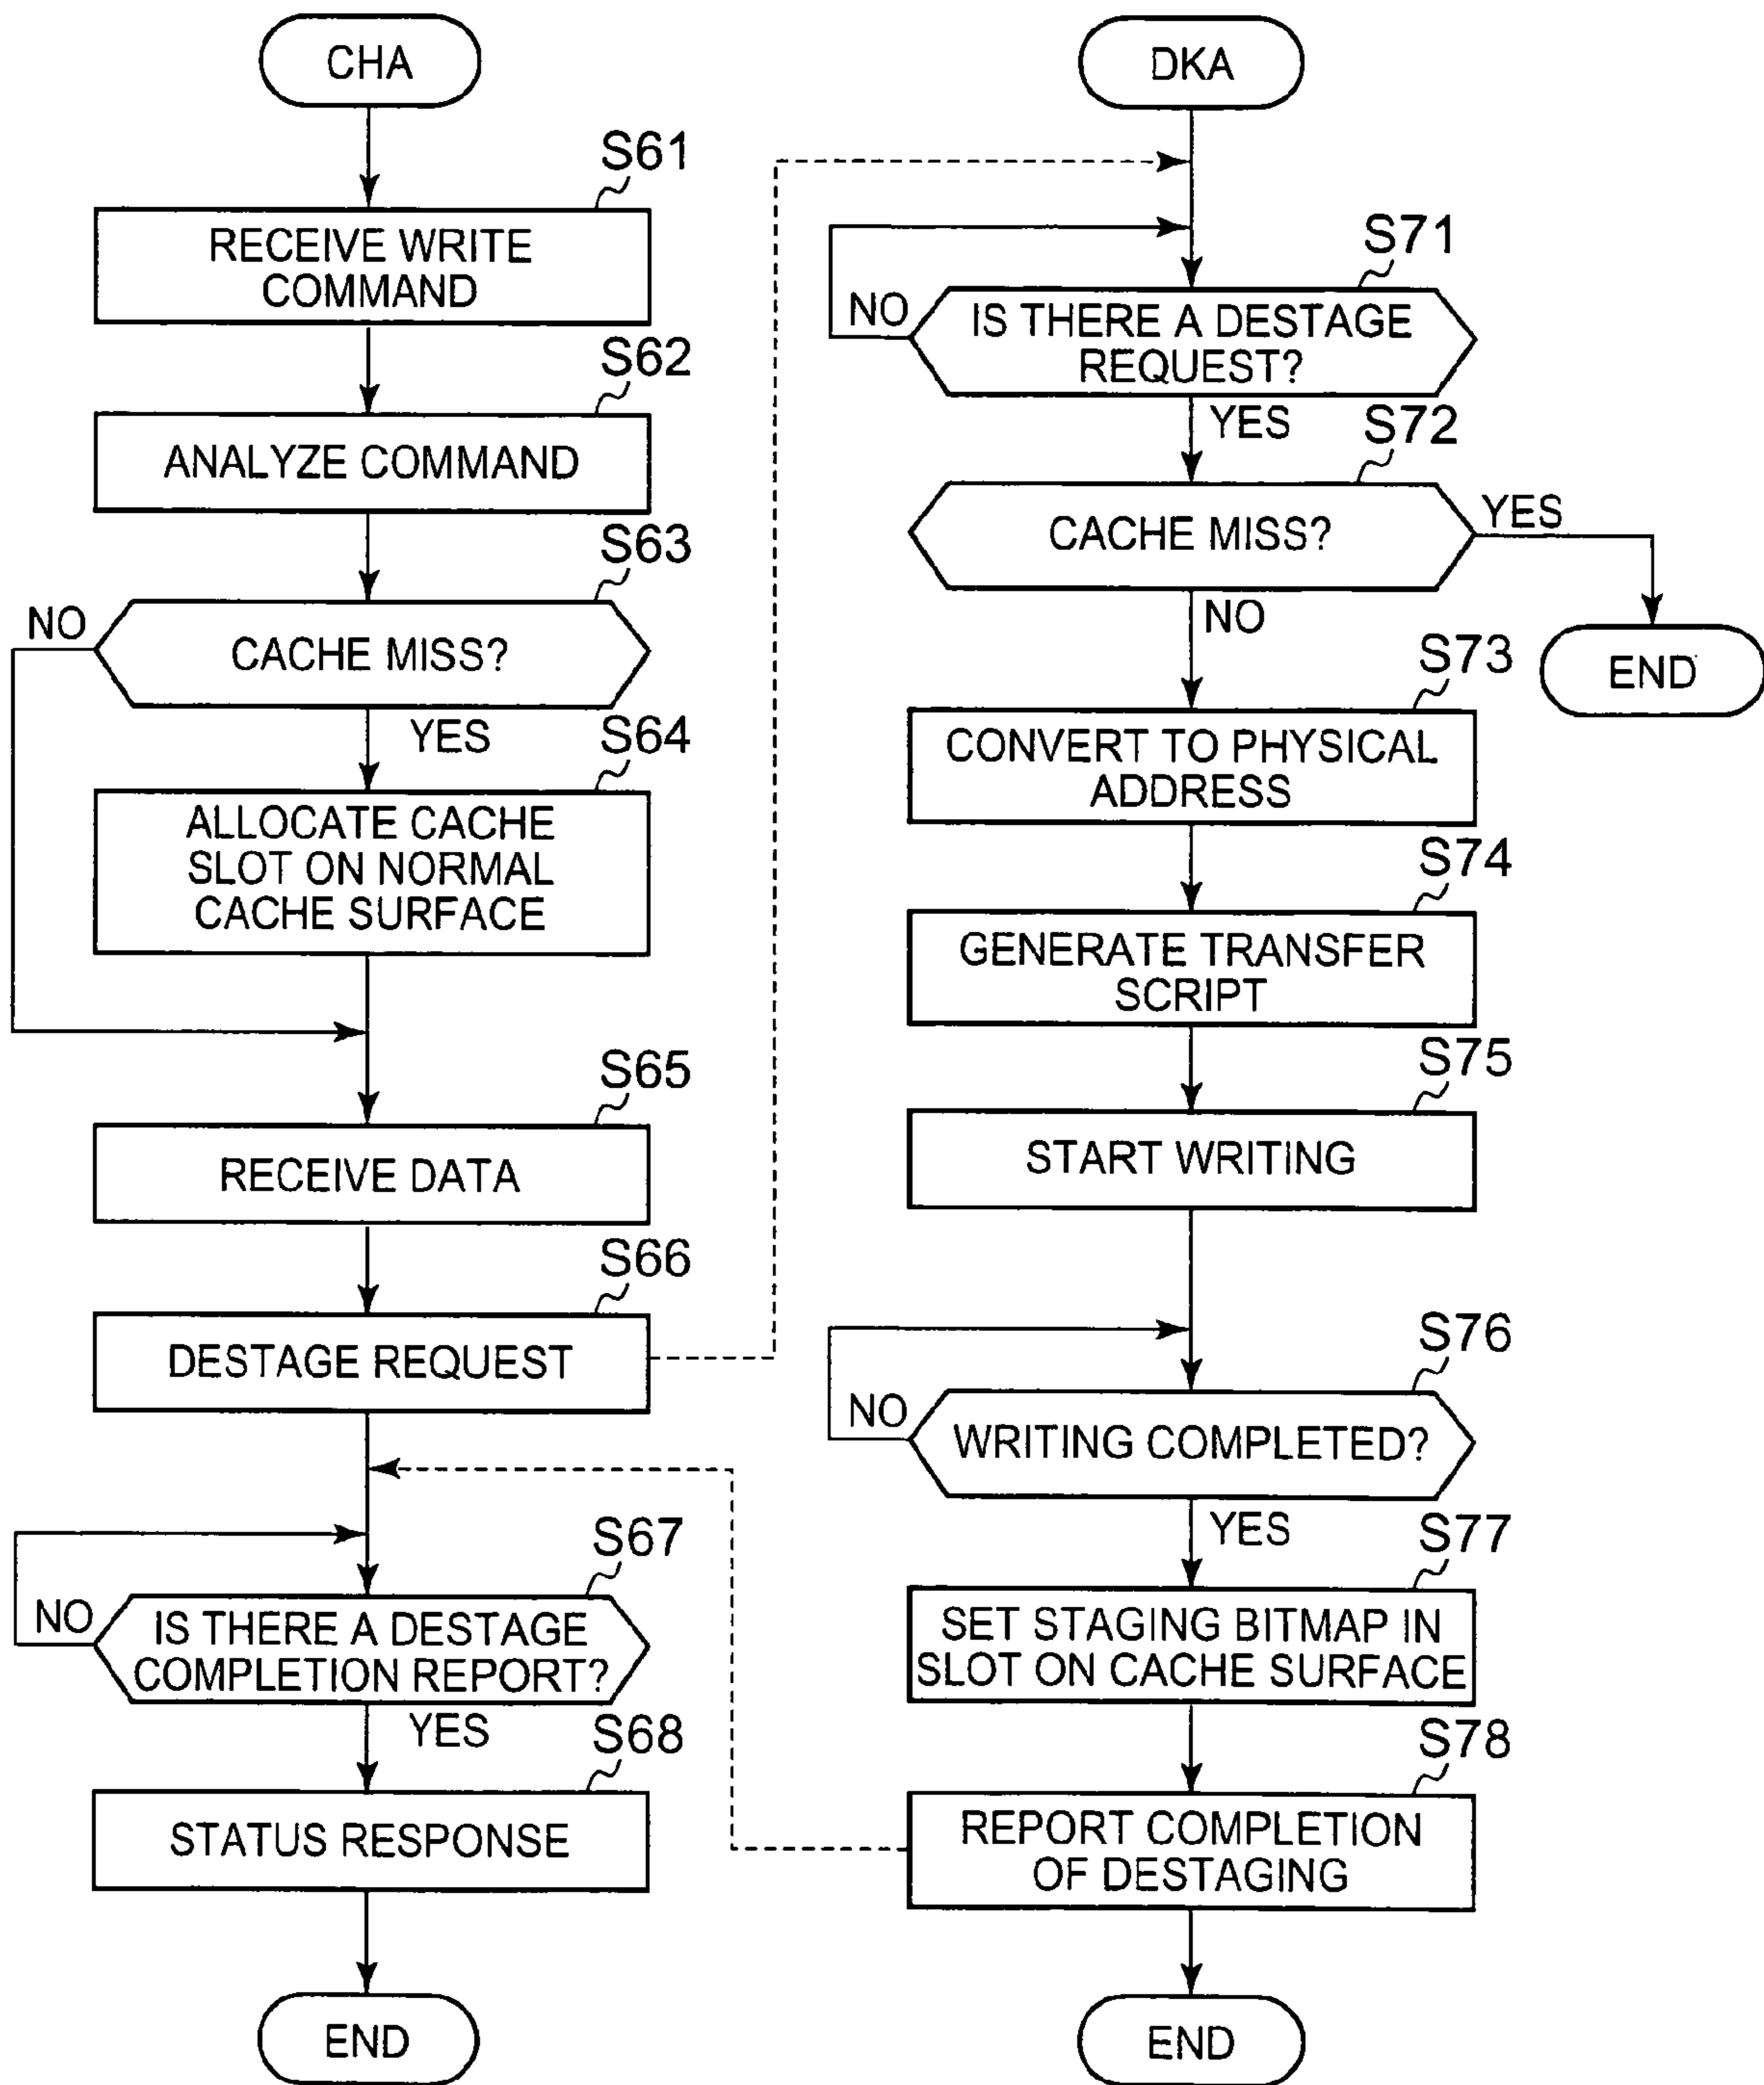 CHA
S61
RECEIVE WRITE
COMMAND
S62
ANALYZE COMMAND
S63
NO
CACHE MISS?
YES
S64
ALLOCATE CACHE
SLOT ON NORMAL
CACHE SURFACE
S65
RECEIVE DATA
S66
DESTAGE REQUEST
S67
NO
IS THERE A DESTAGE
COMPLETION REPORT?
YES
S68
STATUS RESPONSE
END
DKA
S71
NO
IS THERE A DESTAGE
REQUEST?
YES
S72
CACHE MISS?
YES
END
NO
S73
CONVERT TO PHYSICAL
ADDRESS
S74
GENERATE TRANSFER
SCRIPT
S75
START WRITING
S76
NO
WRITING COMPLETED?
YES
S77
SET STAGING BITMAP IN
SLOT ON CACHE SURFACE
S78
REPORT COMPLETION
OF DESTAGING
END